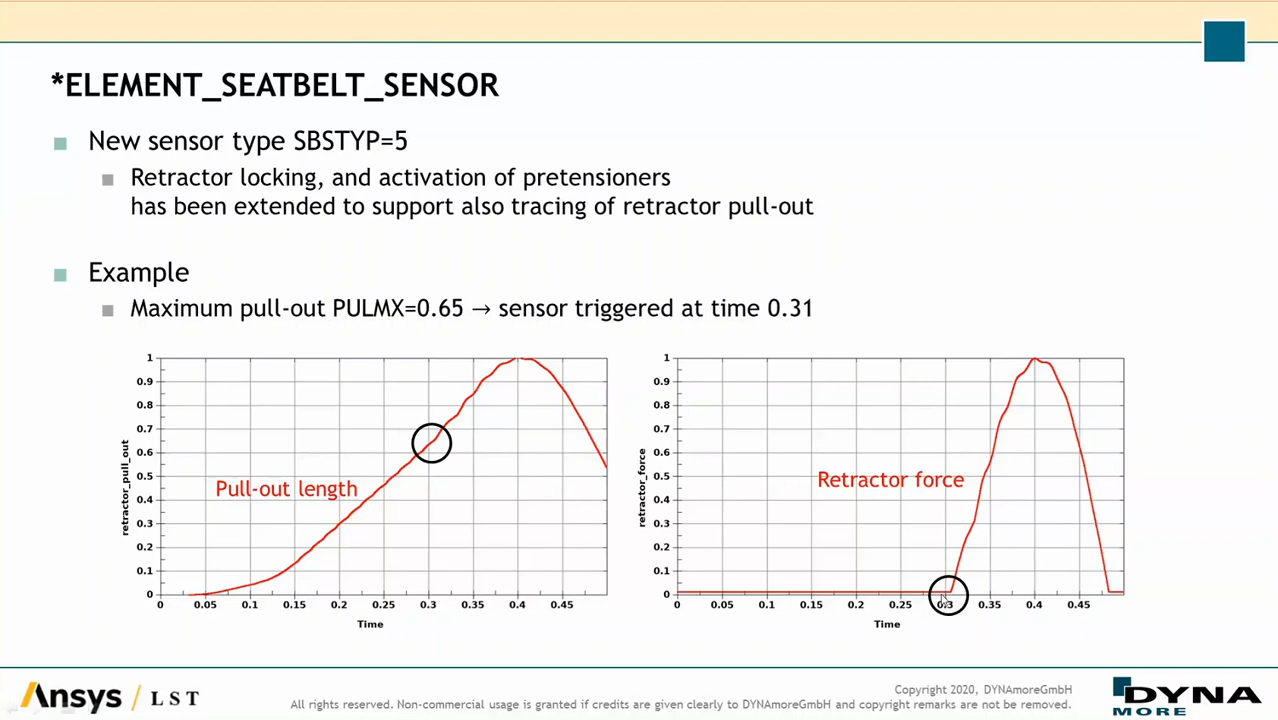 *ELEMENT_SEATBELT_SENSOR
New sensor type SBSTYP=5
Retractor locking, and activation of pretensioners
has been extended to support also tracing of retractor pull-out
Example
Maximum pull-out PULMX=0.65 → sensor triggered at time 0.31
1
0.9
0.8
0.7
0.6
0.5
0.4
0.3
0.2
0.1
0
retractor_pull_out
Pull-out length
0 0.05 0.1 0.15 0.2 0.25 0.3 0.35 0.4 0.45
Time
1
0.9
0.8
0.7
0.6
0.5
0.4
0.3
0.2
0.1
0
retractor_force
Retractor force
0 0.05 0.1 0.15 0.2 0.25 0.3 0.35 0.4 0.45
Time
Ansys / LST
Copyright 2020, DYNAmoreGmbH
All rights reserved. Non-commercial usage is granted if credits are given clearly to DYNAmoreGmbH and copyright remarks are not be removed.
DYNA
MORE